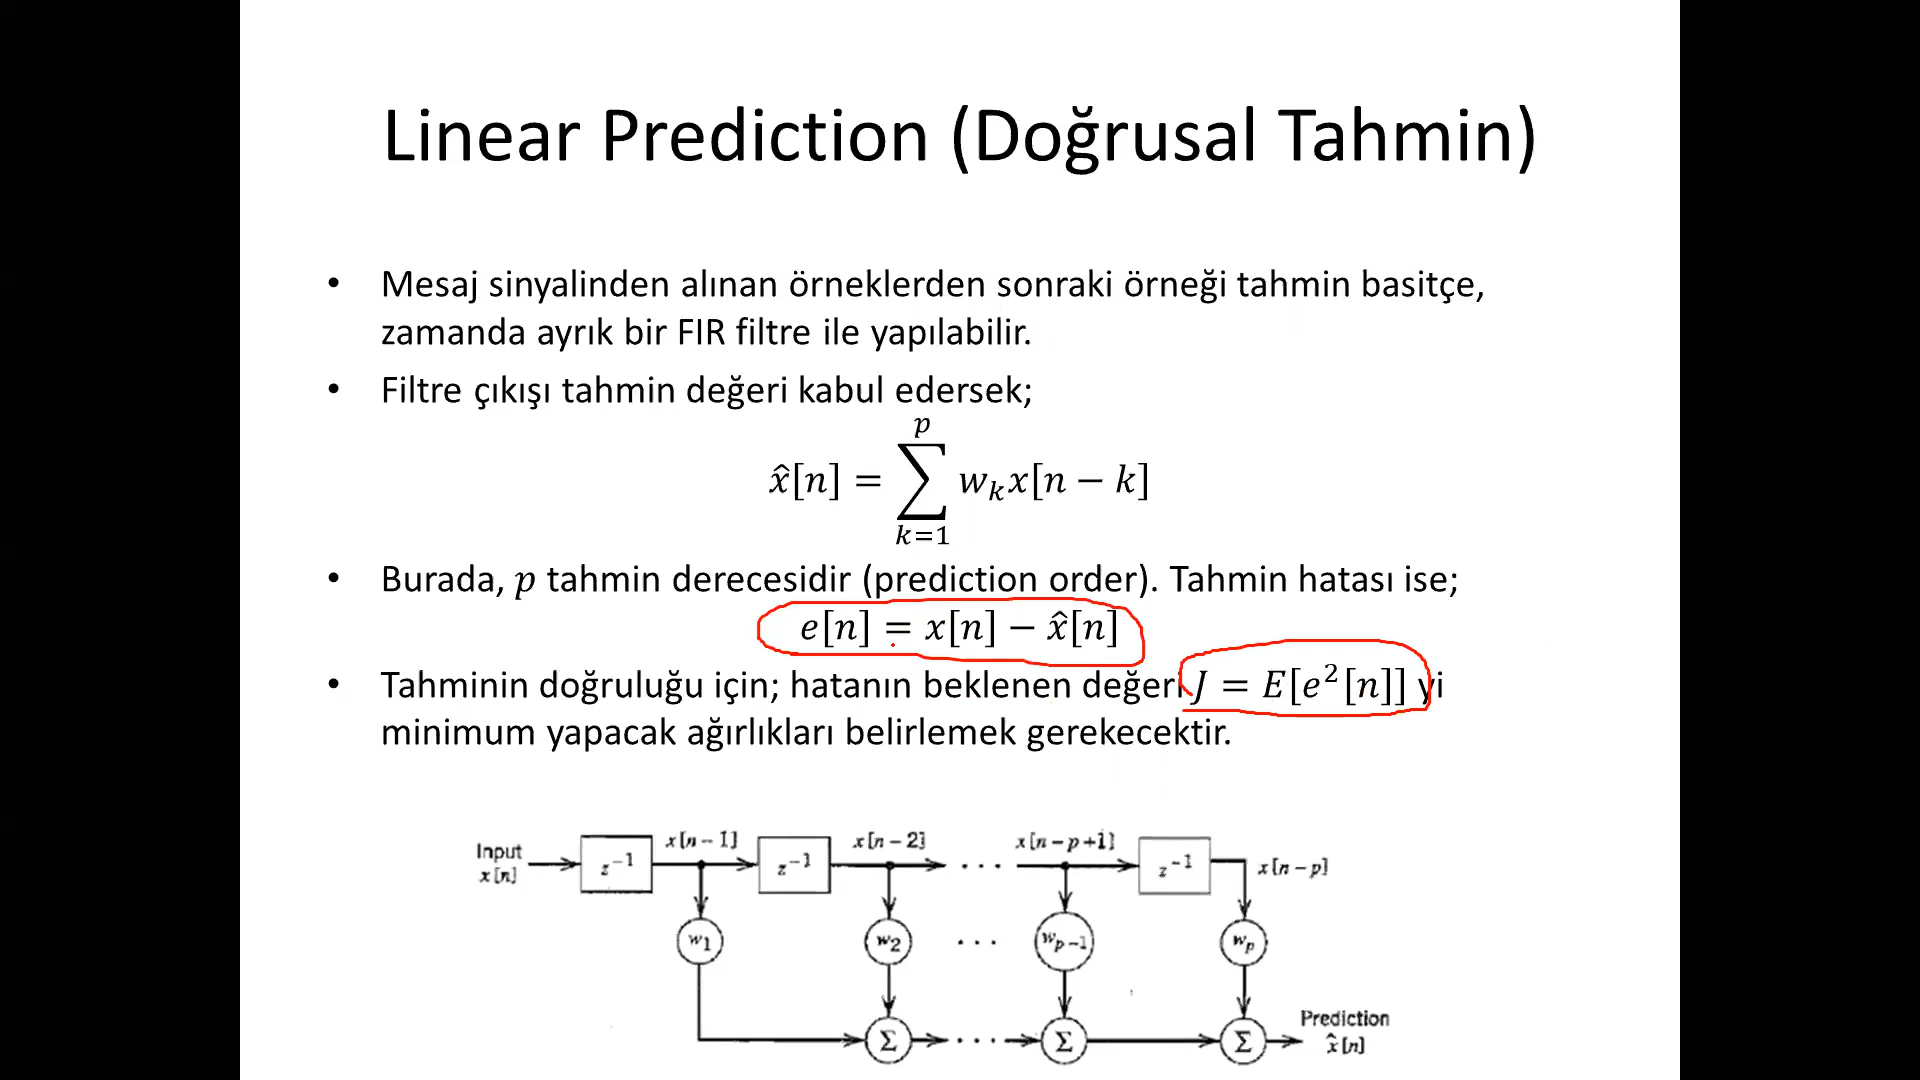 Linear Prediction (Doğrusal Tahmin)
• Mesaj sinyalinden alınan örneklerden sonraki örneği tahmin basitçe,
zamanda ayrık bir FIR filtre ile yapılabilir.
• Filtre çıkışı tahmin değeri kabul edersek;
x̂[n] = ∑_{k=1}^{p} w_k x[n − k]
• Burada, p tahmin derecesidir (prediction order). Tahmin hatası ise;
e[n] = x[n] − x̂[n]
• Tahminin doğruluğu için; hatanın beklenen değeri J = E[e²[n]] yi
minimum yapacak ağırlıkları belirlemek gerekecektir.
Input x[n] z⁻¹ x[n − 1] z⁻¹ x[n − 2] · · · x[n − p + 1] z⁻¹ x[n − p]
w₁ w₂ · · · w_{p−1} w_p
Σ · · · Σ Σ Prediction x̂[n]